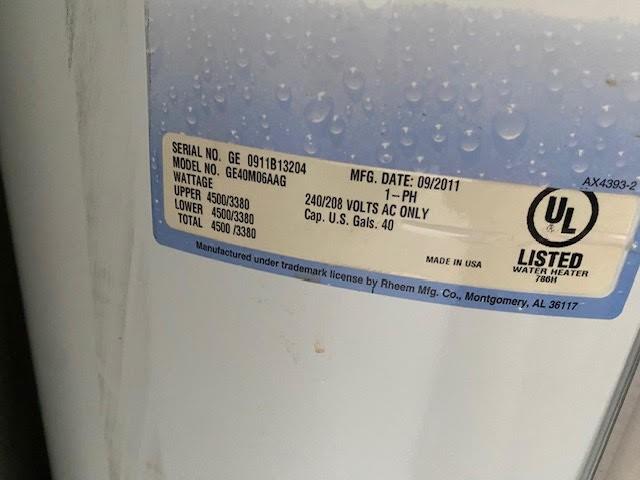 SERIAL NO. GE 0911B13204
MODEL NO. GE40M06AAG
MFG. DATE: 09/2011
WATTAGE
1~PH
UPPER 4500/3380
240/208 VOLTS AC ONLY
LOWER 4500/3380
Cap. U.S. Gals. 40
TOTAL 4500 /3380
MADE IN USA
AX4393-2
UL
LISTED
WATER HEATER
786H
Manufactured under trademark license by Rheem Mfg. Co., Montgomery, AL 36117